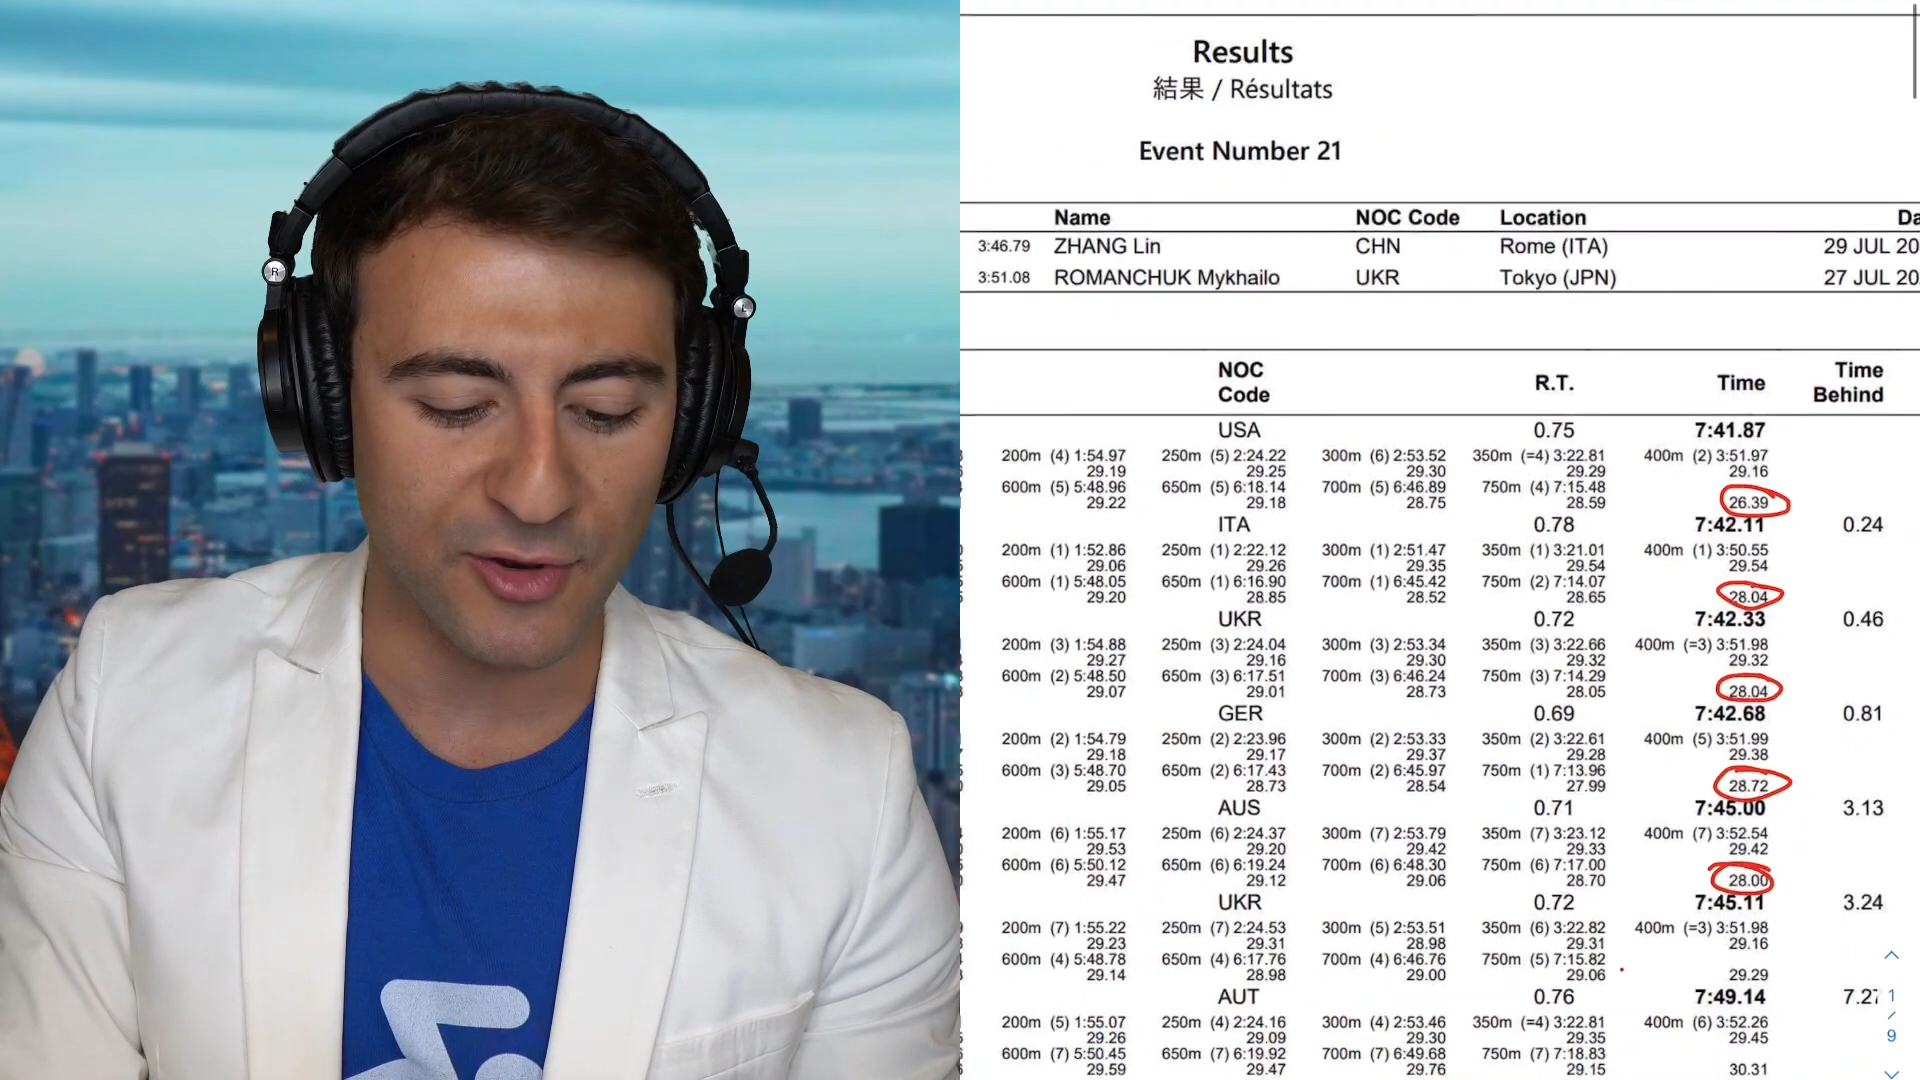 R
L
Results
結果 / Résultats
Event Number 21
Name NOC Code Location Da
3:46.79 ZHANG Lin CHN Rome (ITA) 29 JUL 20
3:51.08 ROMANCHUK Mykhailo UKR Tokyo (JPN) 27 JUL 20
NOC Code R.T. Time Time Behind
USA 0.75 7:41.87
200m (4) 1:54.97 250m (5) 2:24.22 300m (6) 2:53.52 350m (=4) 3:22.81 400m (2) 3:51.97
29.19 29.25 29.30 29.29 29.16
600m (5) 5:48.96 650m (5) 6:18.14 700m (5) 6:46.89 750m (4) 7:15.48
29.22 29.18 28.75 28.59 26.39
ITA 0.78 7:42.11 0.24
200m (1) 1:52.86 250m (1) 2:22.12 300m (1) 2:51.47 350m (1) 3:21.01 400m (1) 3:50.55
29.06 29.26 29.35 29.54 29.54
600m (1) 5:48.05 650m (1) 6:16.90 700m (1) 6:45.42 750m (2) 7:14.07
29.20 28.85 28.52 28.65 28.04
UKR 0.72 7:42.33 0.46
200m (3) 1:54.88 250m (3) 2:24.04 300m (3) 2:53.34 350m (3) 3:22.66 400m (=3) 3:51.98
29.27 29.16 29.30 29.32 29.32
600m (2) 5:48.50 650m (3) 6:17.51 700m (3) 6:46.24 750m (3) 7:14.29
29.07 29.01 28.73 28.05 28.04
GER 0.69 7:42.68 0.81
200m (2) 1:54.79 250m (2) 2:23.96 300m (2) 2:53.33 350m (2) 3:22.61 400m (5) 3:51.99
29.18 29.17 29.37 29.28 29.38
600m (3) 5:48.70 650m (2) 6:17.43 700m (2) 6:45.97 750m (1) 7:13.96
29.05 28.73 28.54 27.99 28.72
AUS 0.71 7:45.00 3.13
200m (6) 1:55.17 250m (6) 2:24.37 300m (7) 2:53.79 350m (7) 3:23.12 400m (7) 3:52.54
29.53 29.20 29.42 29.33 29.42
600m (6) 5:50.12 650m (6) 6:19.24 700m (6) 6:48.30 750m (6) 7:17.00
29.47 29.12 29.06 28.70 28.00
UKR 0.72 7:45.11 3.24
200m (7) 1:55.22 250m (7) 2:24.53 300m (5) 2:53.51 350m (6) 3:22.82 400m (=3) 3:51.98
29.23 29.31 28.98 29.31 29.16
600m (4) 5:48.78 650m (4) 6:17.76 700m (4) 6:46.76 750m (5) 7:15.82
29.14 28.98 29.00 29.06 29.29
AUT 0.76 7:49.14 7.27
200m (5) 1:55.07 250m (4) 2:24.16 300m (4) 2:53.46 350m (=4) 3:22.81 400m (6) 3:52.26
29.26 29.09 29.30 29.35 29.45
600m (7) 5:50.45 650m (7) 6:19.92 700m (7) 6:49.68 750m (7) 7:18.83
29.59 29.47 29.76 29.15 30.31
1
/
9